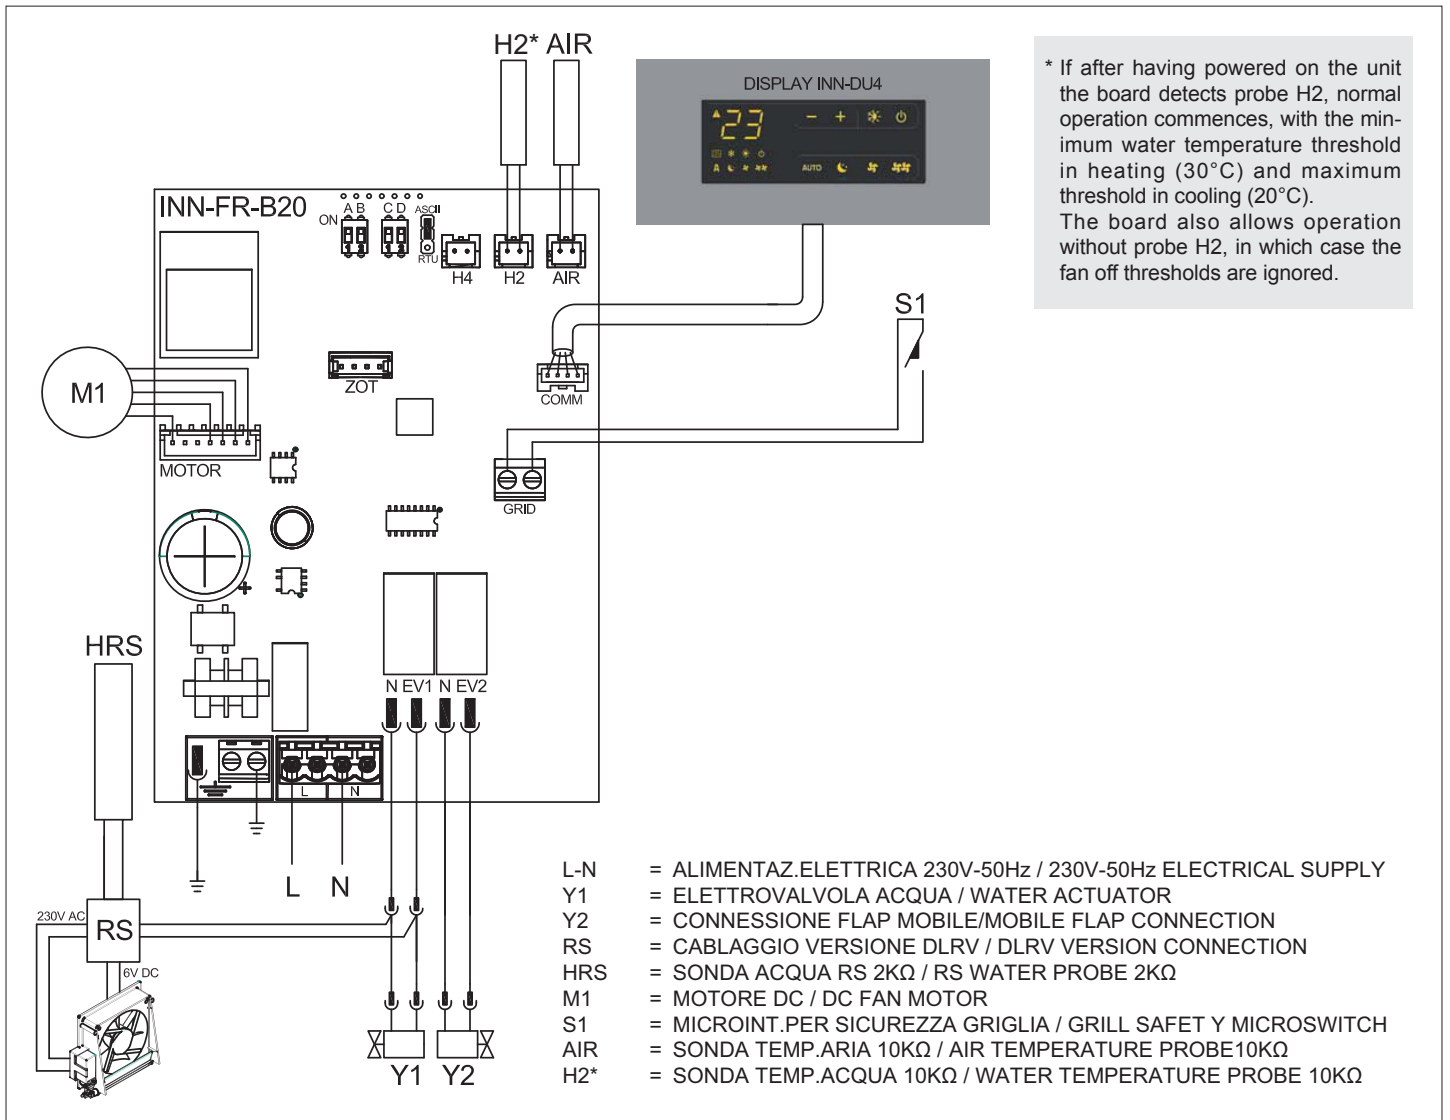 H2* AIR
DISPLAY INN-DU4
23
AUTO
* If after having powered on the unit
the board detects probe H2, normal
operation commences, with the min-
imum water temperature threshold
in heating (30°C) and maximum
threshold in cooling (20°C).
The board also allows operation
without probe H2, in which case the
fan off thresholds are ignored.
INN-FR-B20
ON
A B
C D
ASCII
RTU
1 2
1 2
H4
H2
AIR
S1
M1
ZOT
COMM
MOTOR
GRID
+
HRS
N EV1 N EV2
L
N
L
N
230V AC
RS
6V DC
Y1
Y2
L-N = ALIMENTAZ.ELETTRICA 230V-50Hz / 230V-50Hz ELECTRICAL SUPPLY
Y1 = ELETTROVALVOLA ACQUA / WATER ACTUATOR
Y2 = CONNESSIONE FLAP MOBILE/MOBILE FLAP CONNECTION
RS = CABLAGGIO VERSIONE DLRV / DLRV VERSION CONNECTION
HRS = SONDA ACQUA RS 2KΩ / RS WATER PROBE 2KΩ
M1 = MOTORE DC / DC FAN MOTOR
S1 = MICROINT.PER SICUREZZA GRIGLIA / GRILL SAFET Y MICROSWITCH
AIR = SONDA TEMP.ARIA 10KΩ / AIR TEMPERATURE PROBE10KΩ
H2* = SONDA TEMP.ACQUA 10KΩ / WATER TEMPERATURE PROBE 10KΩ